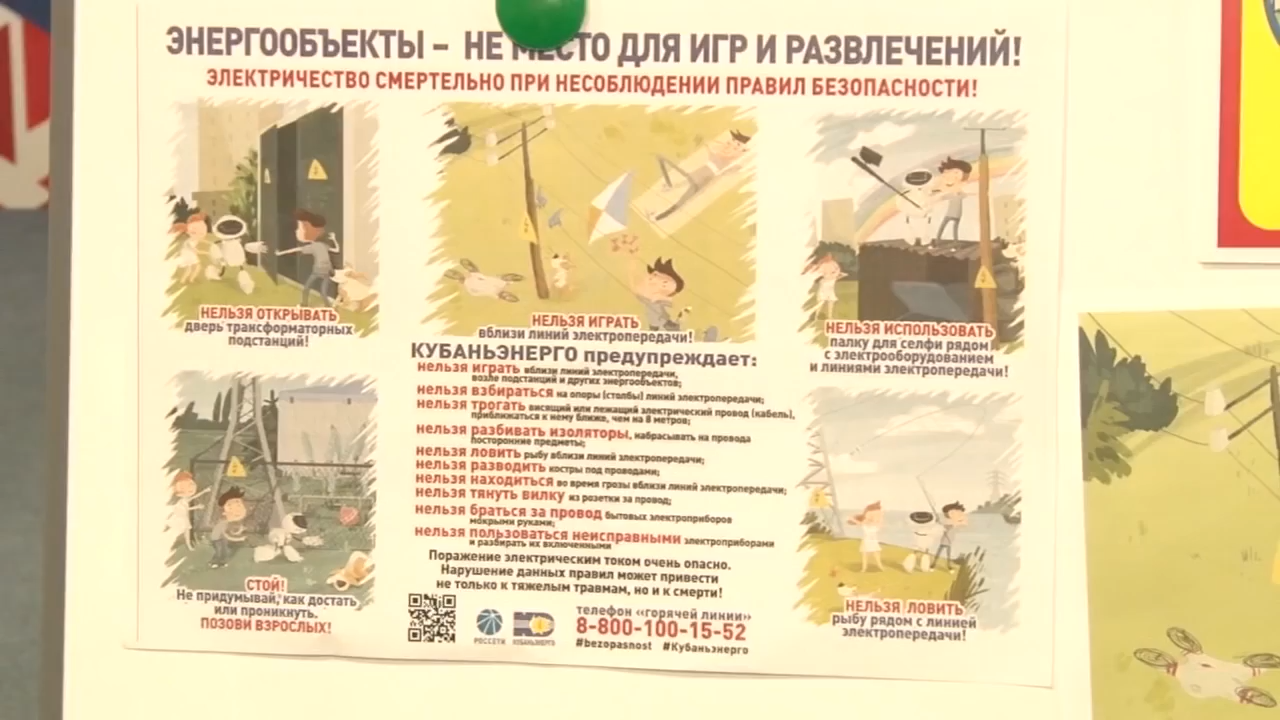 ЭНЕРГООБЪЕКТЫ – НЕ МЕСТО ДЛЯ ИГР И РАЗВЛЕЧЕНИЙ!
ЭЛЕКТРИЧЕСТВО СМЕРТЕЛЬНО ПРИ НЕСОБЛЮДЕНИИ ПРАВИЛ БЕЗОПАСНОСТИ!
НЕЛЬЗЯ ОТКРЫВАТЬ
дверь трансформаторных
подстанций!
НЕЛЬЗЯ ИГРАТЬ
вблизи линий электропередачи!
НЕЛЬЗЯ ИСПОЛЬЗОВАТЬ
палку для селфи рядом
с электрооборудованием
и линиями электропередачи!
КУБАНЬЭНЕРГО предупреждает:
нельзя играть вблизи линий электропередачи,
возле подстанций и других энергообъектов;
нельзя взбираться на опоры (столбы) линий электропередачи;
нельзя трогать висящий или лежащий электрический провод (кабель),
приближаться к нему ближе, чем на 8 метров;
нельзя разбивать изоляторы, набрасывать на провода
посторонние предметы;
нельзя ловить рыбу вблизи линий электропередачи;
нельзя разводить костры под проводами;
нельзя находиться во время грозы вблизи линий электропередачи;
нельзя тянуть вилку из розетки за провод;
нельзя браться за провод бытовых электроприборов
мокрыми руками;
нельзя пользоваться неисправными электроприборами
и разбирать их включенными
Поражение электрическим током очень опасно.
Нарушение данных правил может привести
не только к тяжелым травмам, но и к смерти!
СТОЙ!
Не придумывай, как достать
или проникнуть.
ПОЗОВИ ВЗРОСЛЫХ!
НЕЛЬЗЯ ЛОВИТЬ
рыбу рядом с линией
электропередачи!
РОССЕТИ
КУБАНЬЭНЕРГО
телефон «горячей линии»
8-800-100-15-52
#bezopasnost #Кубаньэнерго